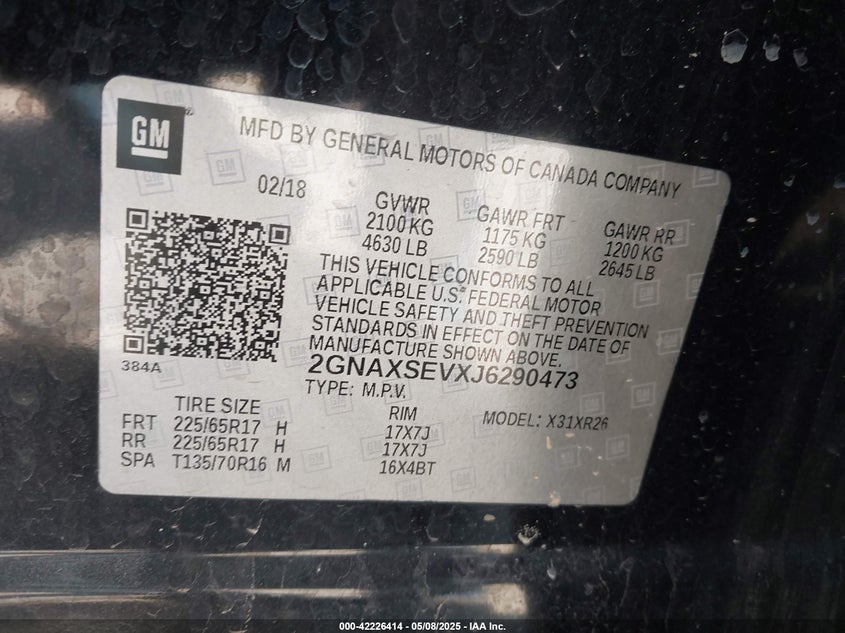 GM
MFD BY GENERAL MOTORS OF CANADA COMPANY
02/18
GVWR GAWR FRT GAWR RR
2100 KG 1175 KG 1200 KG
4630 LB 2590 LB 2645 LB
THIS VEHICLE CONFORMS TO ALL
APPLICABLE U.S. FEDERAL MOTOR
VEHICLE SAFETY AND THEFT PREVENTION
STANDARDS IN EFFECT ON THE DATE OF
MANUFACTURE SHOWN ABOVE.
384A
2GNAXSEVXJ6290473
TYPE: M.P.V.
MODEL: X31XR26
TIRE SIZE RIM
FRT 225/65R17 H 17X7J
RR 225/65R17 H 17X7J
SPA T135/70R16 M 16X4BT
000-42226414 - 05/08/2025 - IAA Inc.